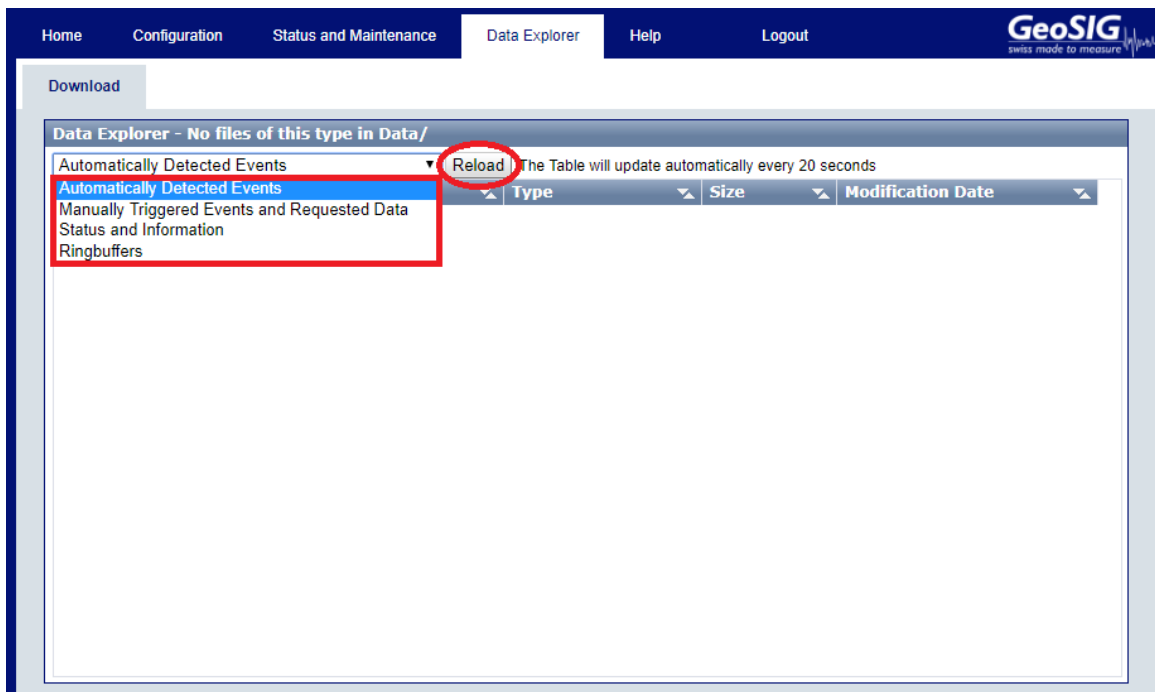 Home Configuration Status and Maintenance Data Explorer Help Logout GeoSIG
swiss made to measure
Download
Data Explorer - No files of this type in Data/
Automatically Detected Events Reload The Table will update automatically every 20 seconds
Automatically Detected Events Type Size Modification Date
Manually Triggered Events and Requested Data
Status and Information
Ringbuffers